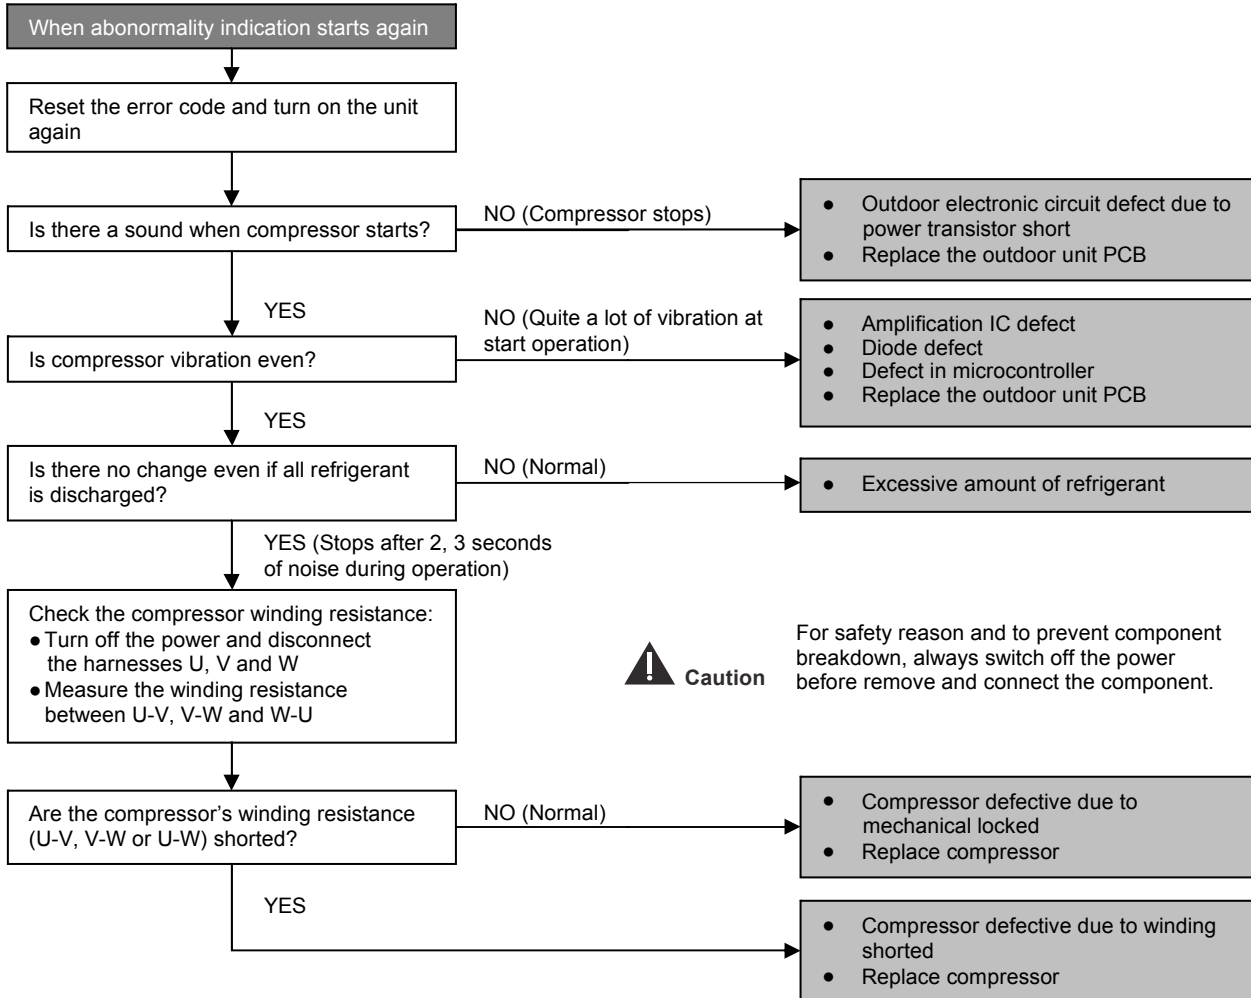 When abonormality indication starts again
Reset the error code and turn on the unit
again
Is there a sound when compressor starts?
NO (Compressor stops)
● Outdoor electronic circuit defect due to
power transistor short
● Replace the outdoor unit PCB
YES
NO (Quite a lot of vibration at
start operation)
Is compressor vibration even?
● Amplification IC defect
● Diode defect
● Defect in microcontroller
● Replace the outdoor unit PCB
YES
Is there no change even if all refrigerant
is discharged?
NO (Normal)
● Excessive amount of refrigerant
YES (Stops after 2, 3 seconds
of noise during operation)
Check the compressor winding resistance:
● Turn off the power and disconnect
the harnesses U, V and W
● Measure the winding resistance
between U-V, V-W and W-U
Caution
For safety reason and to prevent component
breakdown, always switch off the power
before remove and connect the component.
Are the compressor’s winding resistance
(U-V, V-W or U-W) shorted?
NO (Normal)
● Compressor defective due to
mechanical locked
● Replace compressor
YES
● Compressor defective due to winding
shorted
● Replace compressor